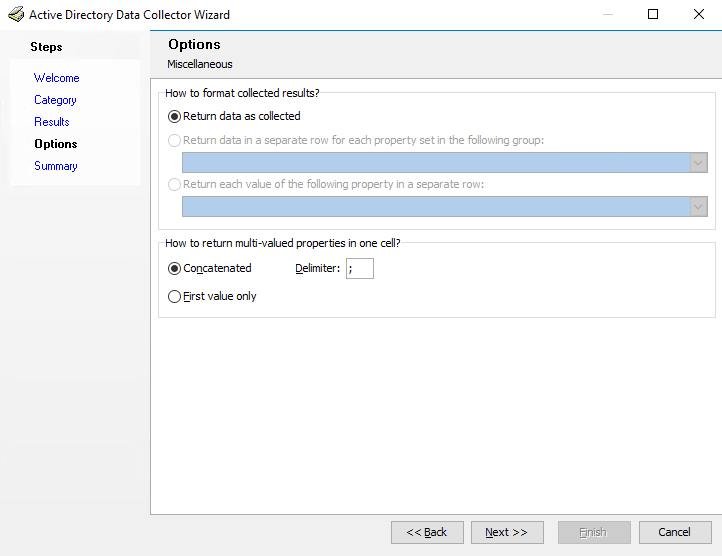 Active Directory Data Collector Wizard
Steps
Welcome
Category
Results
Options
Summary
Options
Miscellaneous
How to format collected results?
Return data as collected
Return data in a separate row for each property set in the following group:
Return each value of the following property in a separate row:
How to return multi-valued properties in one cell?
Concatenated Delimiter: ;
First value only
<< Back Next >> Finish Cancel